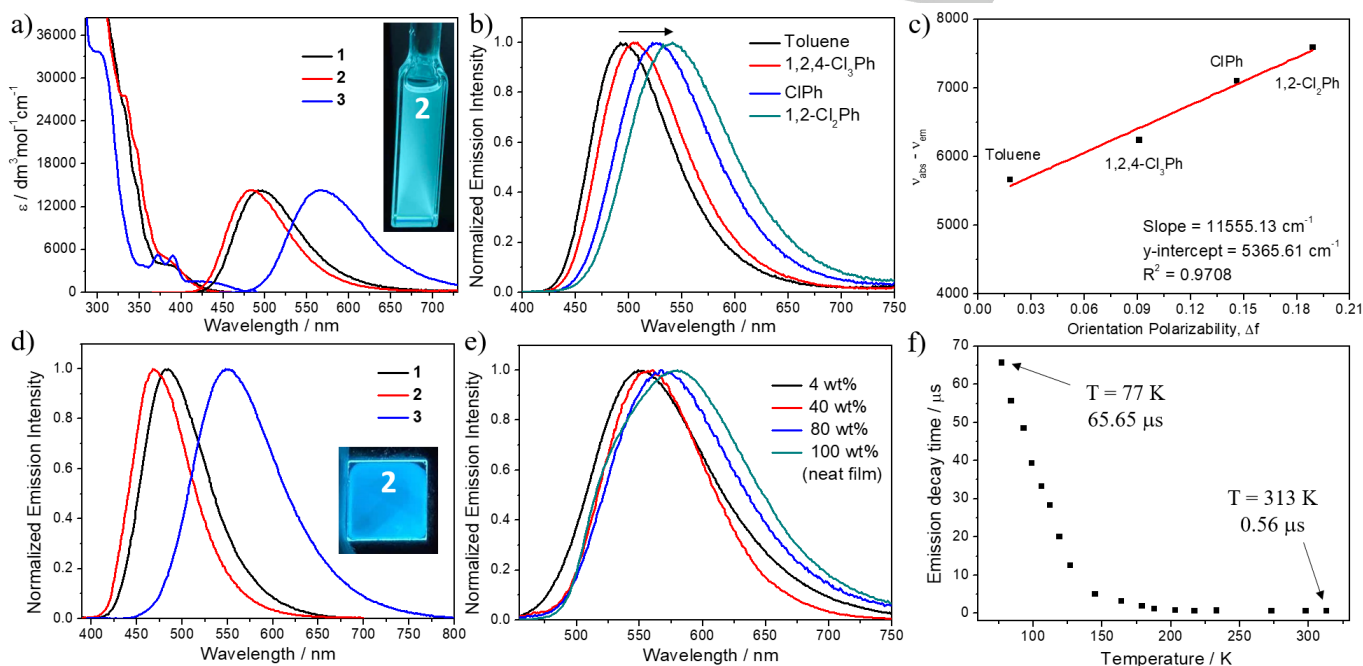 a)
36000
30000
24000
18000
12000
6000
0
ε / dm³mol⁻¹cm⁻¹
1
2
3
2
300 350 400 450 500 550 600 650 700
Wavelength / nm
b)
1.0
0.8
0.6
0.4
0.2
0.0
Normalized Emission Intensity
Toluene
1,2,4-Cl₃Ph
ClPh
1,2-Cl₂Ph
400 450 500 550 600 650 700 750
Wavelength / nm
c)
8000
7000
6000
5000
4000
ν_abs - ν_em
ClPh
1,2-Cl₂Ph
Toluene
1,2,4-Cl₃Ph
Slope = 11555.13 cm⁻¹
y-intercept = 5365.61 cm⁻¹
R² = 0.9708
0.00 0.03 0.06 0.09 0.12 0.15 0.18 0.21
Orientation Polarizability, Δf
d)
1.0
0.8
0.6
0.4
0.2
0.0
Normalized Emission Intensity
1
2
3
2
400 450 500 550 600 650 700 750 800
Wavelength / nm
e)
1.0
0.8
0.6
0.4
0.2
0.0
Normalized Emission Intensity
4 wt%
40 wt%
80 wt%
100 wt%
(neat film)
500 550 600 650 700 750
Wavelength / nm
f)
70
60
50
40
30
20
10
0
Emission decay time / μs
T = 77 K
65.65 μs
T = 313 K
0.56 μs
100 150 200 250 300
Temperature / K